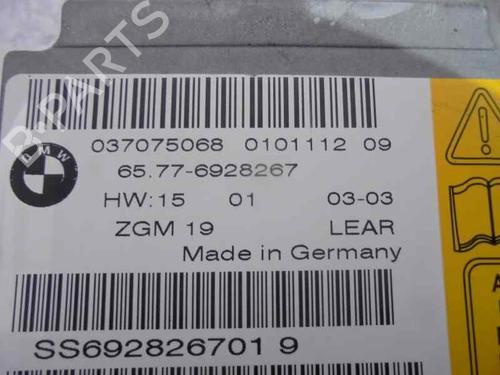 B-PARTS
BMW
037075068 0101112 09
65.77-6928267
HW:15 01 03-03
ZGM 19 LEAR
Made in Germany
SS692826701 9